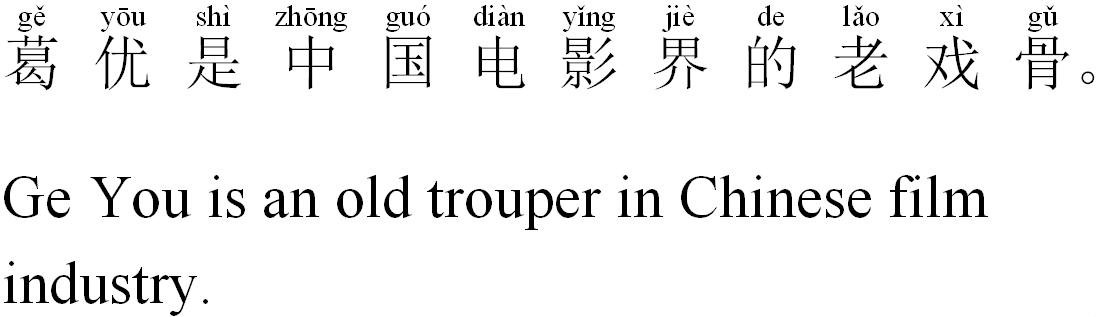 gě yōu shì zhōng guó diàn yǐng jiè de lǎo xì gǔ
葛优是中国电影界的老戏骨。
Ge You is an old trouper in Chinese film
industry.